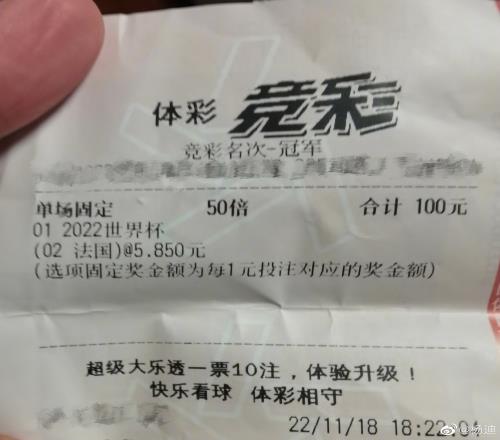 体彩 竞彩
竞彩名次-冠军
单场固定 50倍 合计 100元
01 2022世界杯
(02 法国)@5.850元
(选项固定奖金额为每1元投注对应的奖金额)
超级大乐透一票10注，体验升级！
快乐看球 体彩相守
22/11/18 18:22:04
@杨迪